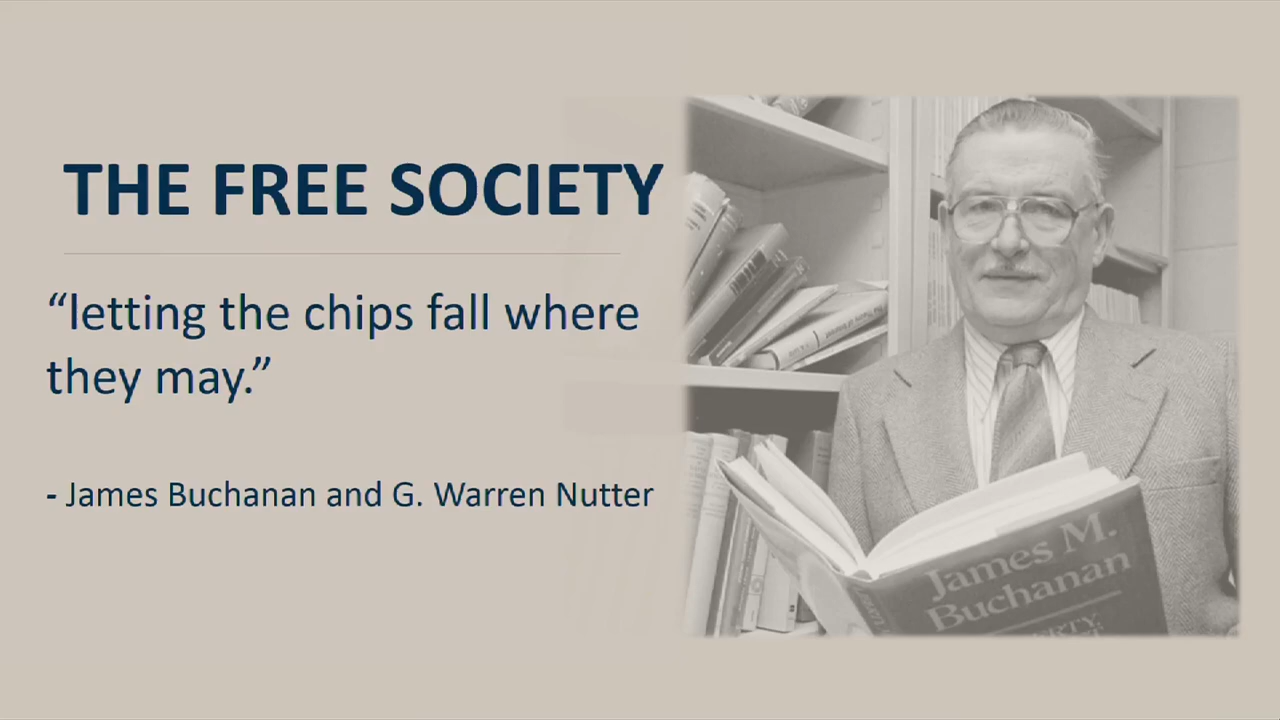 THE FREE SOCIETY
“letting the chips fall where
they may.”
- James Buchanan and G. Warren Nutter
James M.
Buchanan